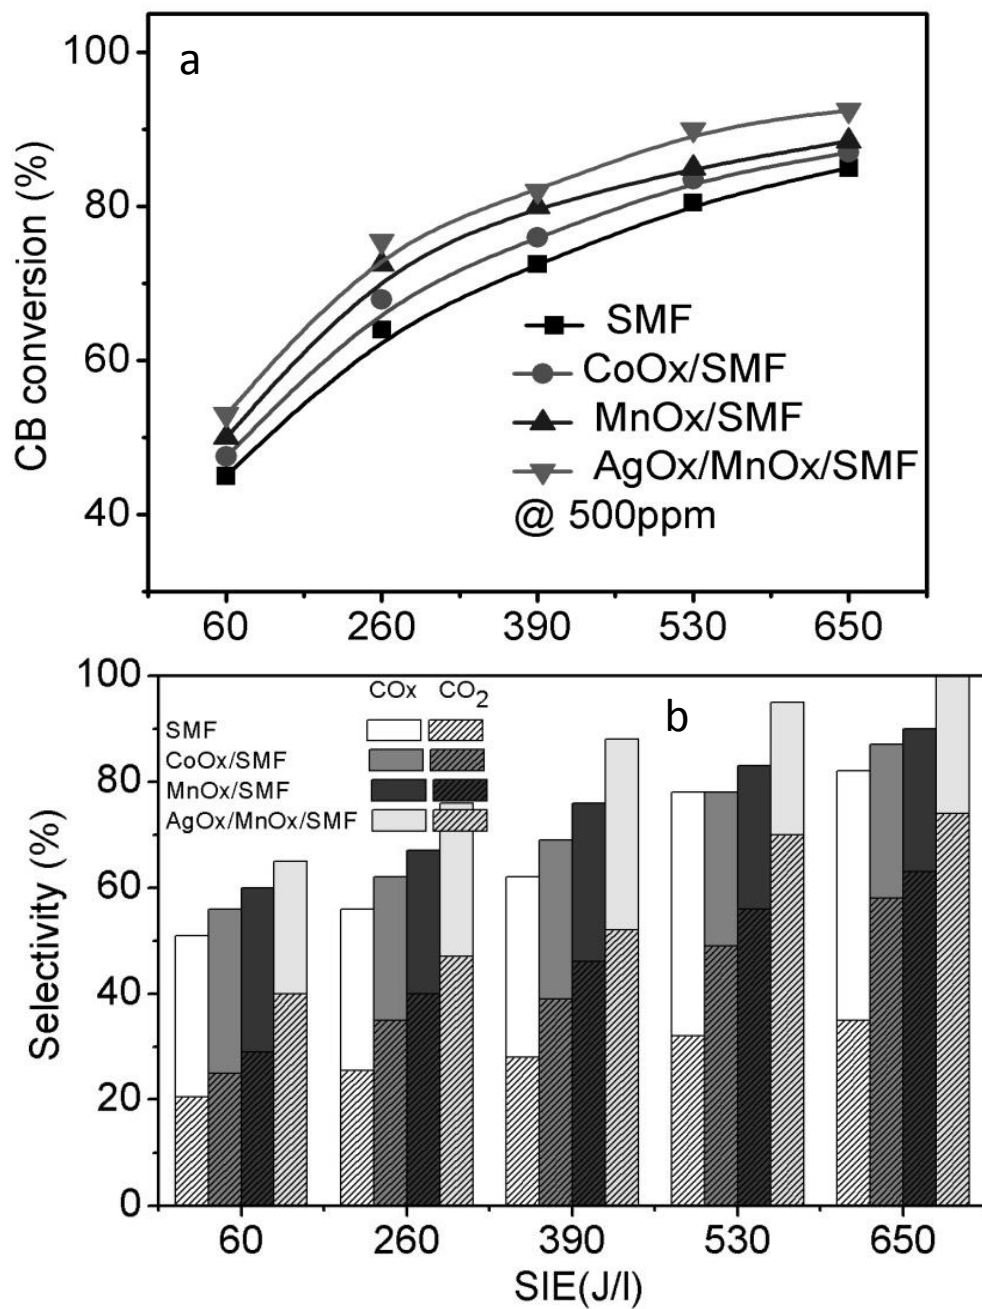 a
100
80
60
40
CB conversion (%)
SMF
CoOx/SMF
MnOx/SMF
AgOx/MnOx/SMF
@ 500ppm
60 260 390 530 650
b
100
80
60
40
20
0
Selectivity (%)
COx CO2
SMF
CoOx/SMF
MnOx/SMF
AgOx/MnOx/SMF
60 260 390 530 650
SIE(J/l)